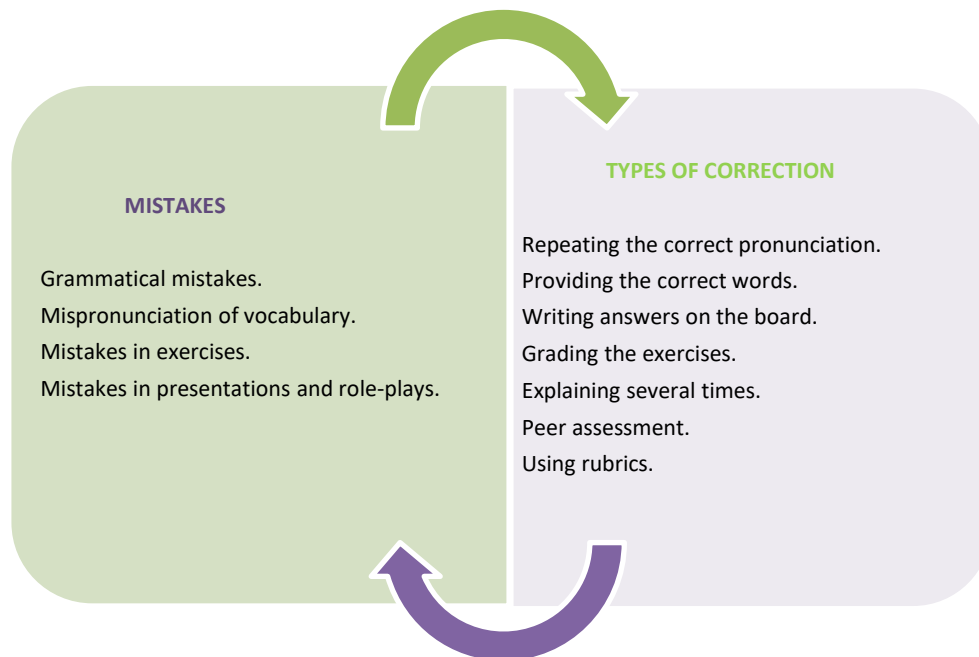 MISTAKES
Grammatical mistakes.
Mispronunciation of vocabulary.
Mistakes in exercises.
Mistakes in presentations and role-plays.
TYPES OF CORRECTION
Repeating the correct pronunciation.
Providing the correct words.
Writing answers on the board.
Grading the exercises.
Explaining several times.
Peer assessment.
Using rubrics.